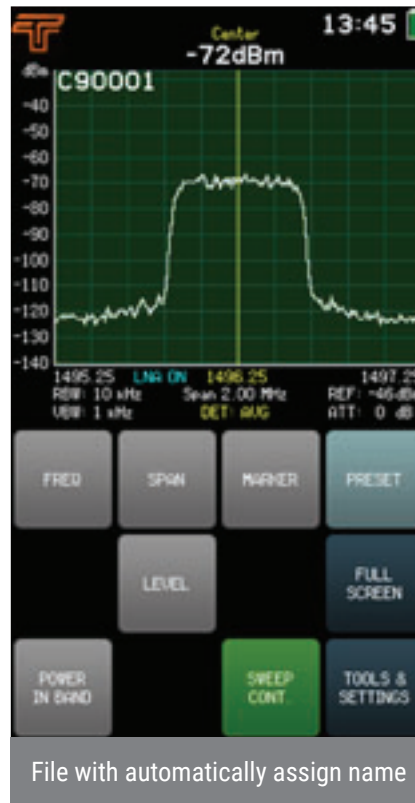 Center
13:45
-72dBm
dBm
C90001
-40
-50
-60
-70
-80
-90
-100
-110
-120
-130
-140
1495.25 LNA ON 1496.25 1497.25
RBW: 10 kHz Span 2.00 MHz REF: -46dBm
VBW: 1 kHz DET: AVG ATT: 0 dB
FREQ SPAN MARKER PRESET
LEVEL
FULL
SCREEN
POWER
IN BAND
SWEEP
CONT.
TOOLS &
SETTINGS
File with automatically assign name